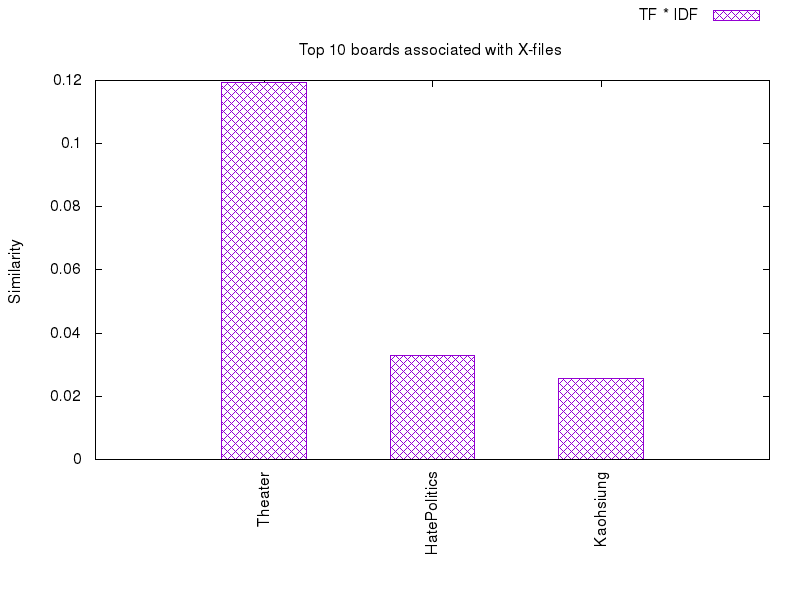 TF * IDF
Top 10 boards associated with X-files
0.12
0.1
0.08
0.06
0.04
0.02
0
Similarity
Theater
HatePolitics
Kaohsiung